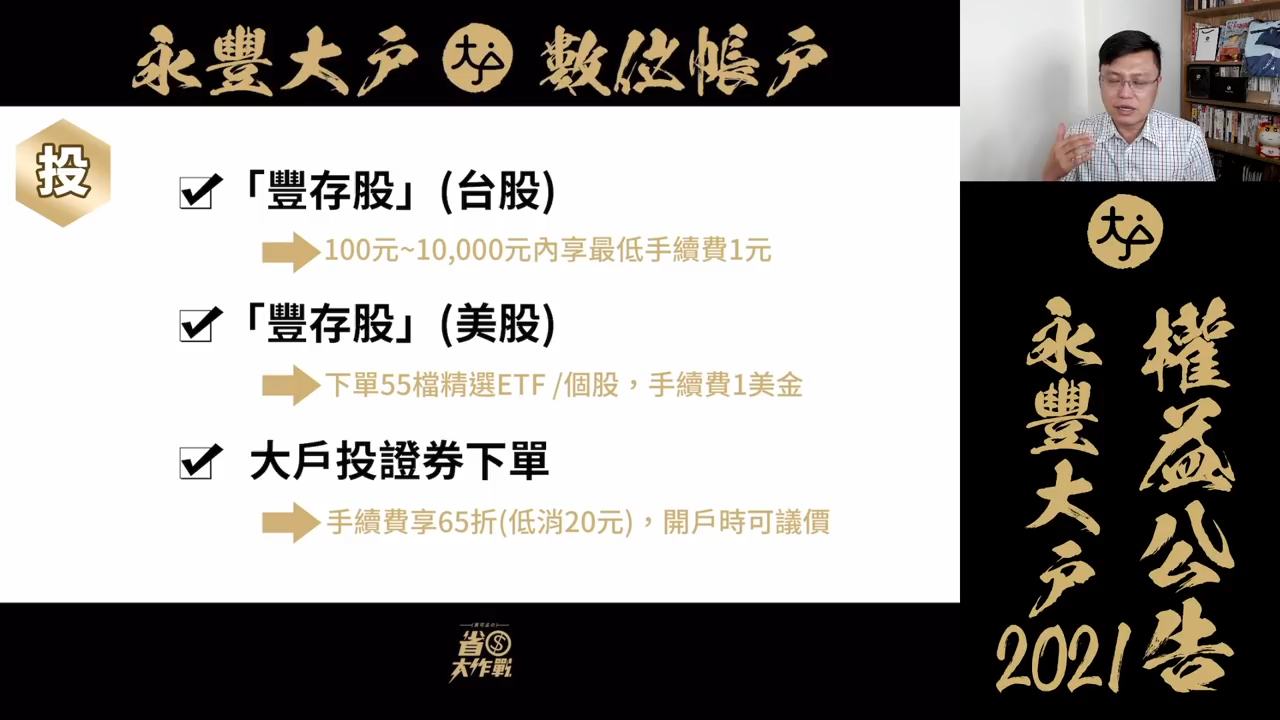 永豐大戶 大戶 數位帳戶
投
「豐存股」(台股)
100元~10,000元內享最低手續費1元
「豐存股」(美股)
下單55檔精選ETF /個股，手續費1美金
大戶投證券下單
手續費享65折(低消20元)，開戶時可議價
省$
大作戰
大戶
權益公告
永豐大戶2021